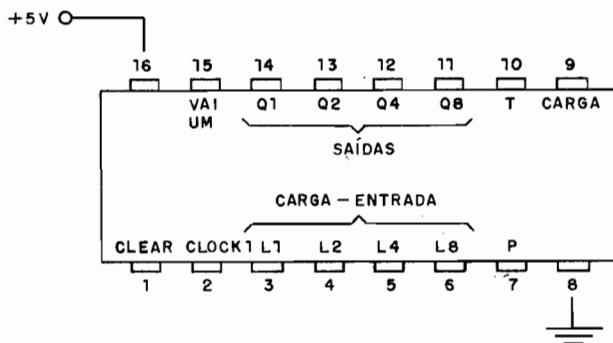 +5V
16 15 14 13 12 11 10 9
VAI UM Q1 Q2 Q4 Q8 T CARGA
SAÍDAS
CARGA – ENTRADA
CLEAR CLOCK1 L1 L2 L4 L8 P
1 2 3 4 5 6 7 8